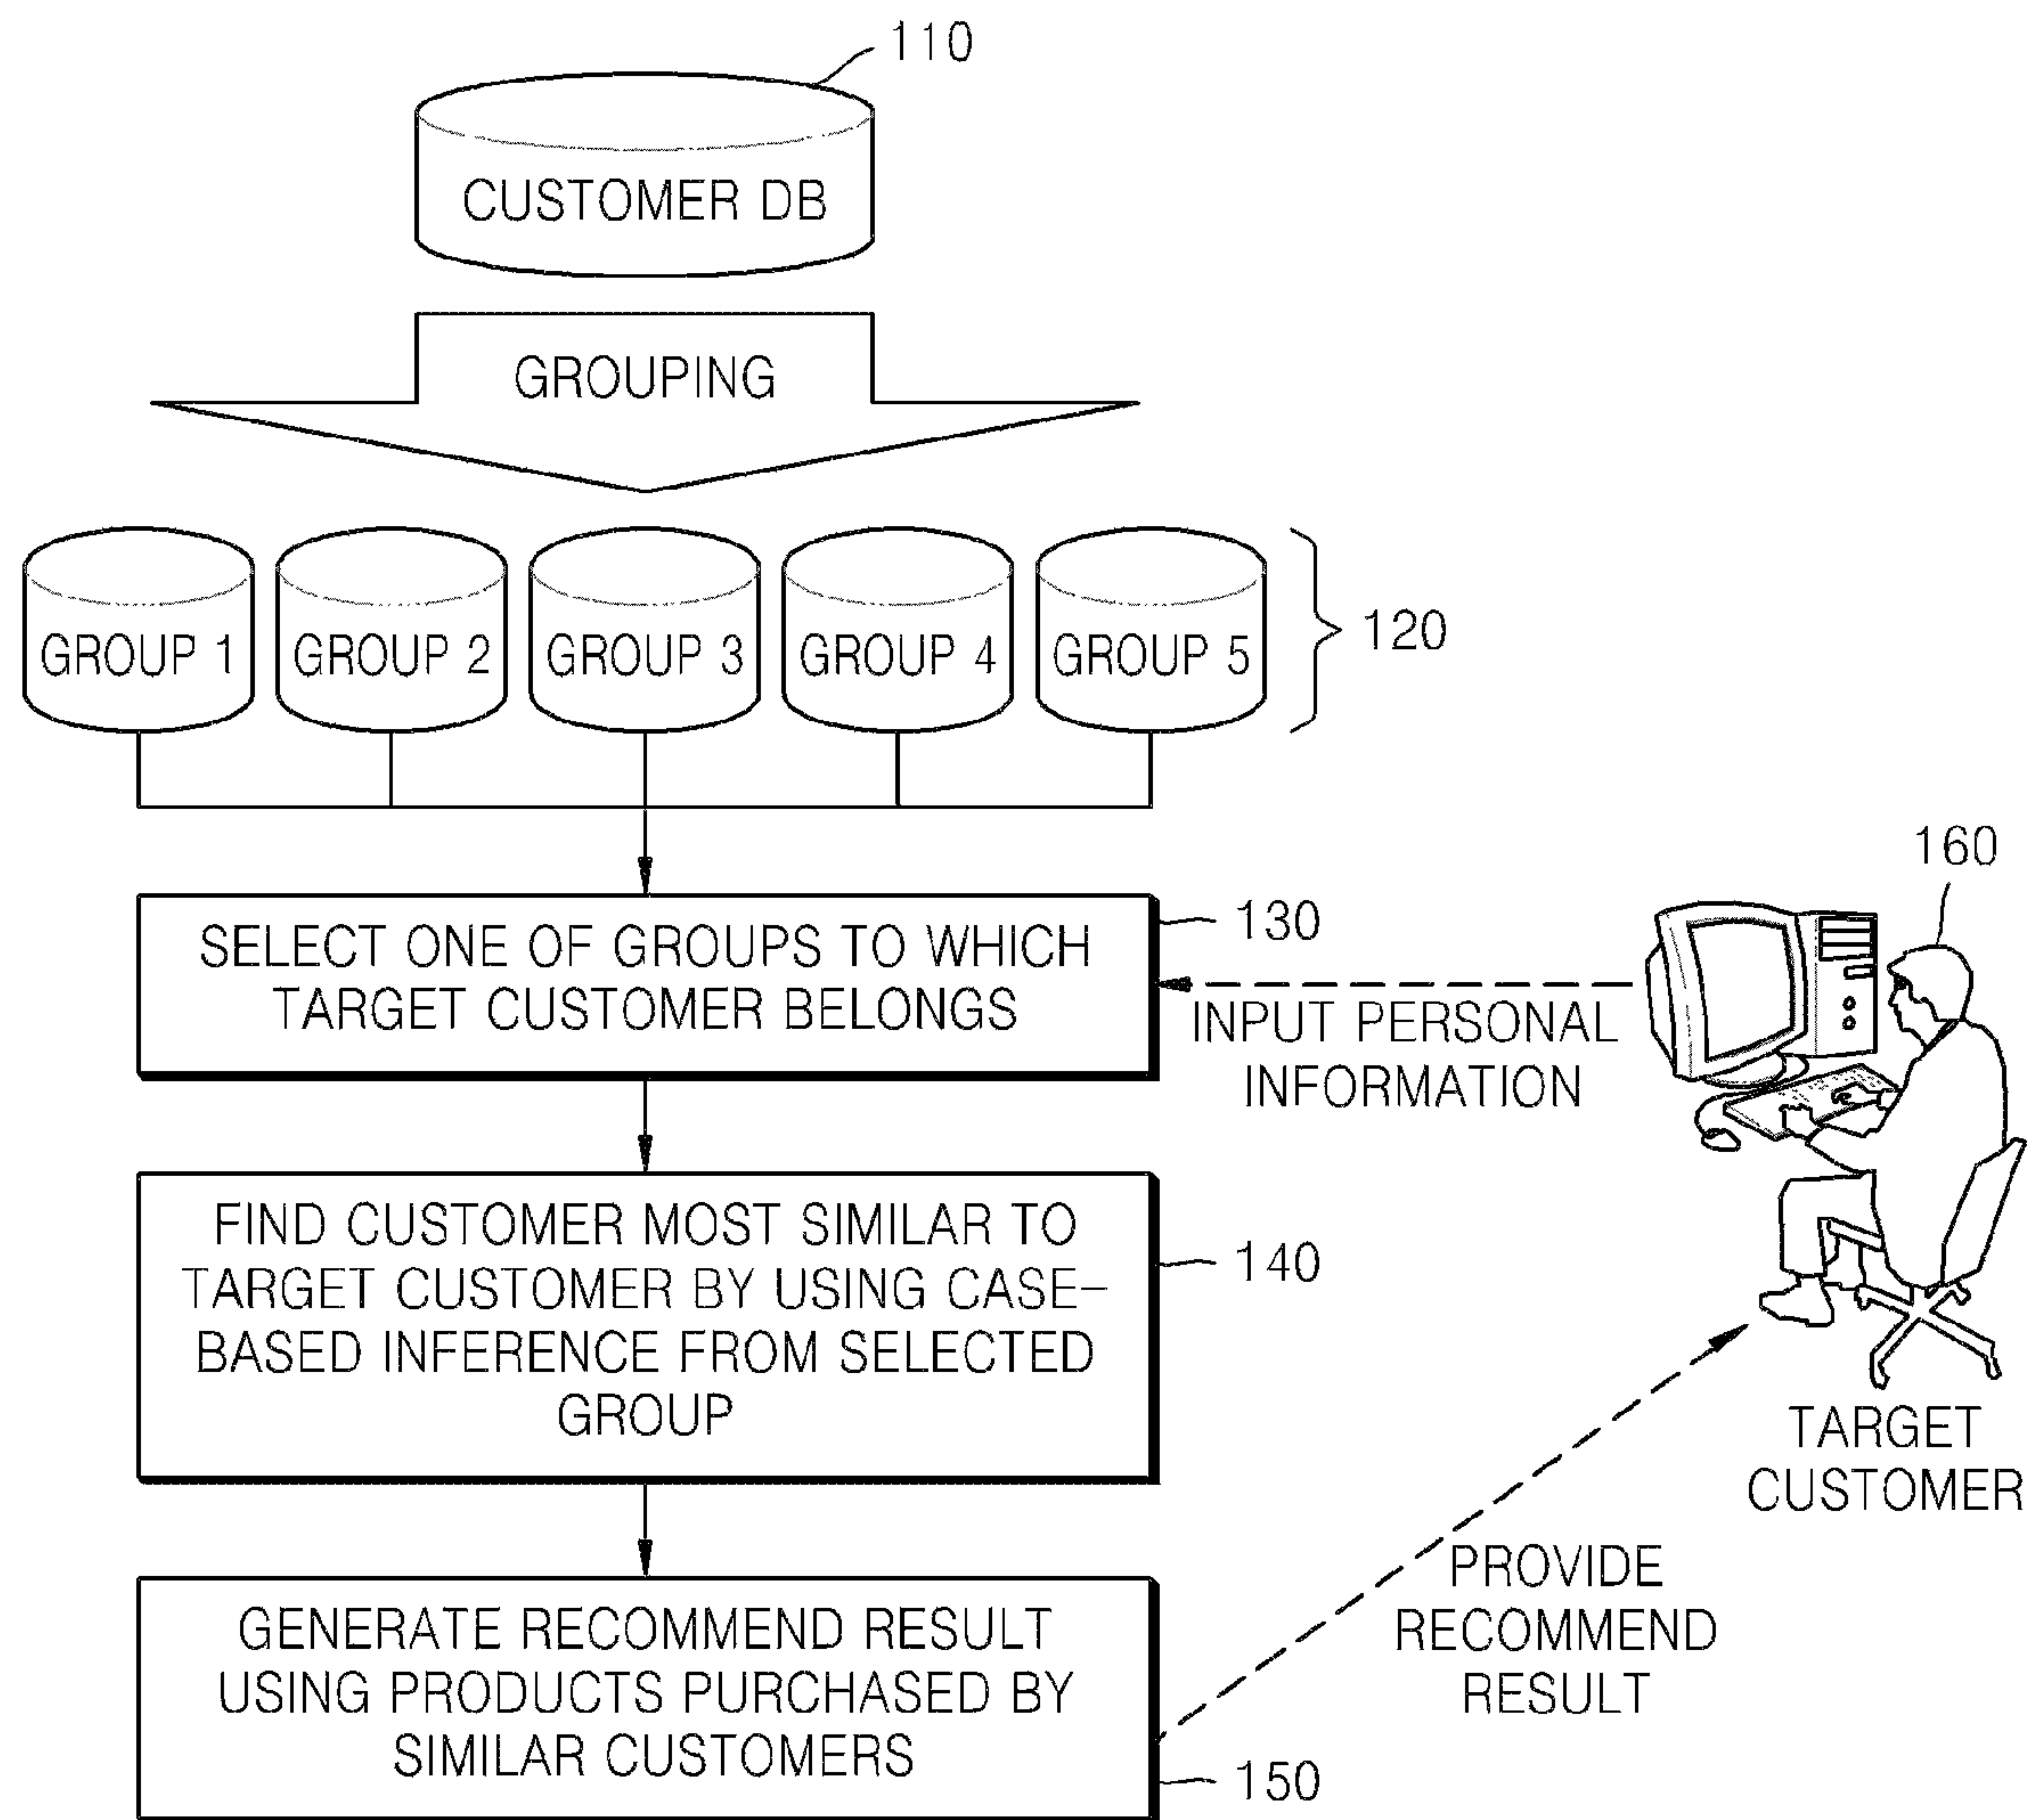 110
CUSTOMER DB
GROUPING
GROUP 1
GROUP 2
GROUP 3
GROUP 4
GROUP 5
120
130
SELECT ONE OF GROUPS TO WHICH
TARGET CUSTOMER BELONGS
INPUT PERSONAL
INFORMATION
160
TARGET
CUSTOMER
FIND CUSTOMER MOST SIMILAR TO
TARGET CUSTOMER BY USING CASE-
BASED INFERENCE FROM SELECTED
GROUP
140
GENERATE RECOMMEND RESULT
USING PRODUCTS PURCHASED BY
SIMILAR CUSTOMERS
150
PROVIDE
RECOMMEND
RESULT